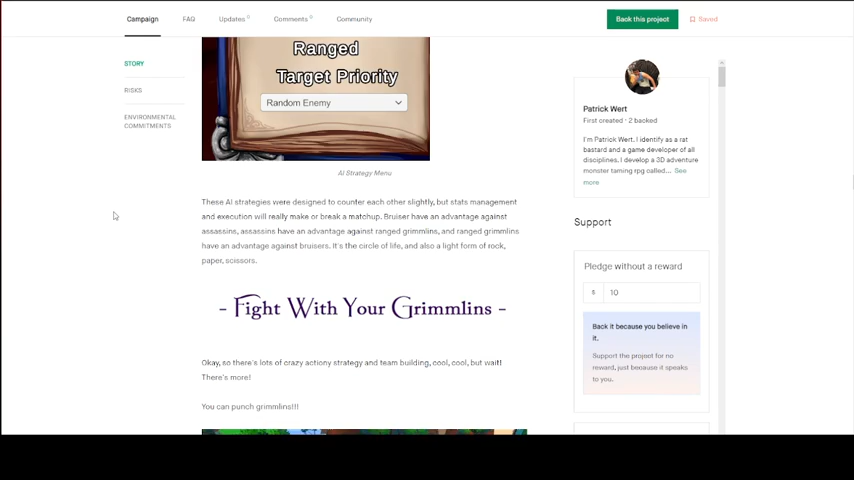 Campaign
FAQ
Updates 0
Comments 0
Community
Back this project
Saved
STORY
RISKS
ENVIRONMENTAL
COMMITMENTS
Ranged
Target Priority
Random Enemy
AI Strategy Menu
These AI strategies were designed to counter each other slightly, but stats management
and execution will really make or break a matchup. Bruiser have an advantage against
assassins, assassins have an advantage against ranged grimmlins, and ranged grimmlins
have an advantage against bruisers. It's the circle of life, and also a light form of rock,
paper, scissors.
- Fight With Your Grimmlins -
Okay, so there's lots of crazy actiony strategy and team building, cool, cool, but wait!
There's more!
You can punch grimmlins!!!
Patrick Wert
First created · 2 backed
I'm Patrick Wert. I identify as a rat
bastard and a game developer of all
disciplines. I develop a 3D adventure
monster taming rpg called... See
more
Support
Pledge without a reward
$ 10
Back it because you believe in
it.
Support the project for no
reward, just because it speaks
to you.